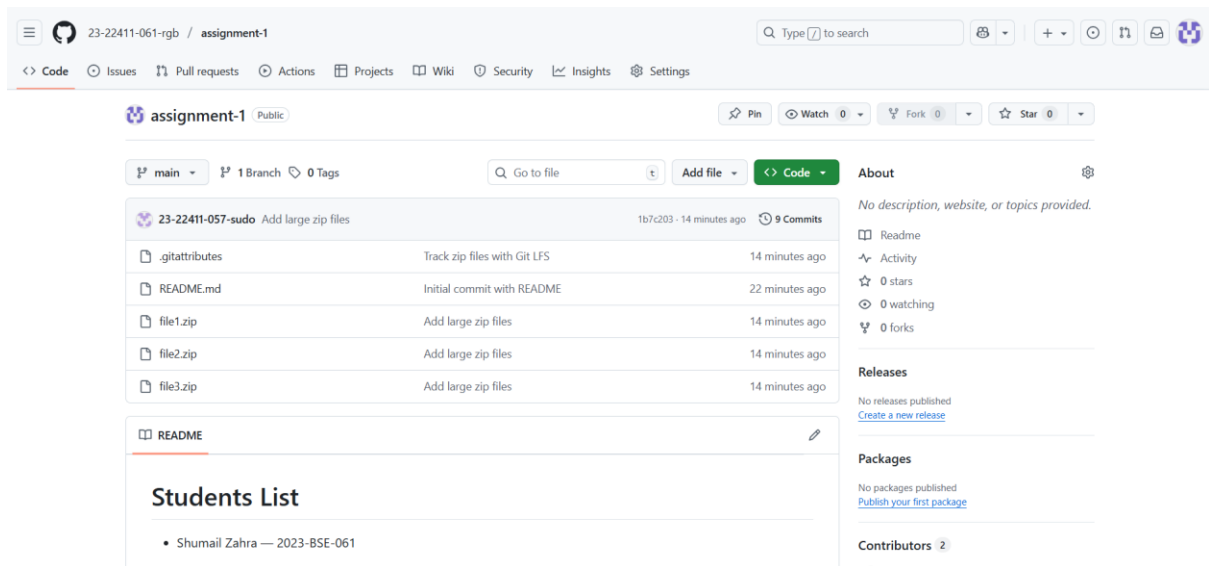 23-22411-061-rgb / assignment-1
Type / to search
<> Code Issues Pull requests Actions Projects Wiki Security Insights Settings
assignment-1 Public
Pin Watch 0 Fork 0 Star 0
main 1 Branch 0 Tags
Go to file t
Add file <> Code
23-22411-057-sudo Add large zip files 1b7c203 · 14 minutes ago 9 Commits
.gitattributes Track zip files with Git LFS 14 minutes ago
README.md Initial commit with README 22 minutes ago
file1.zip Add large zip files 14 minutes ago
file2.zip Add large zip files 14 minutes ago
file3.zip Add large zip files 14 minutes ago
README
Students List
• Shumail Zahra — 2023-BSE-061
About
No description, website, or topics provided.
Readme
Activity
0 stars
0 watching
0 forks
Releases
No releases published
Create a new release
Packages
No packages published
Publish your first package
Contributors 2